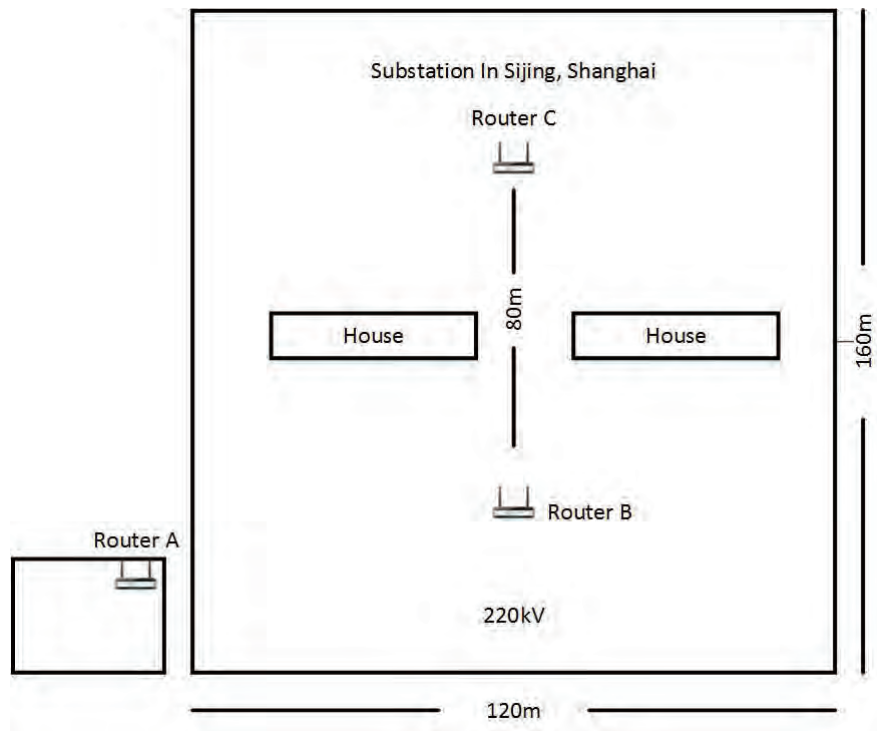 Substation In Sijing, Shanghai
Router C
80m
House
House
160m
Router B
Router A
220kV
120m